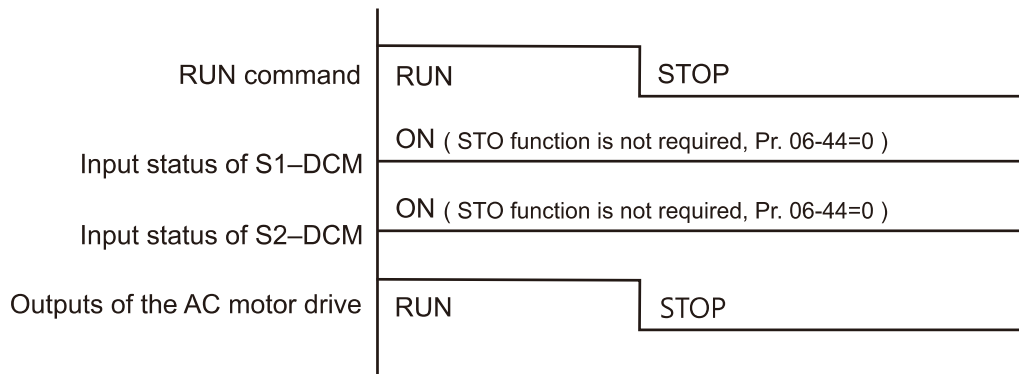 RUN command RUN STOP
ON ( STO function is not required, Pr. 06-44=0 )
Input status of S1–DCM
ON ( STO function is not required, Pr. 06-44=0 )
Input status of S2–DCM
Outputs of the AC motor drive RUN STOP